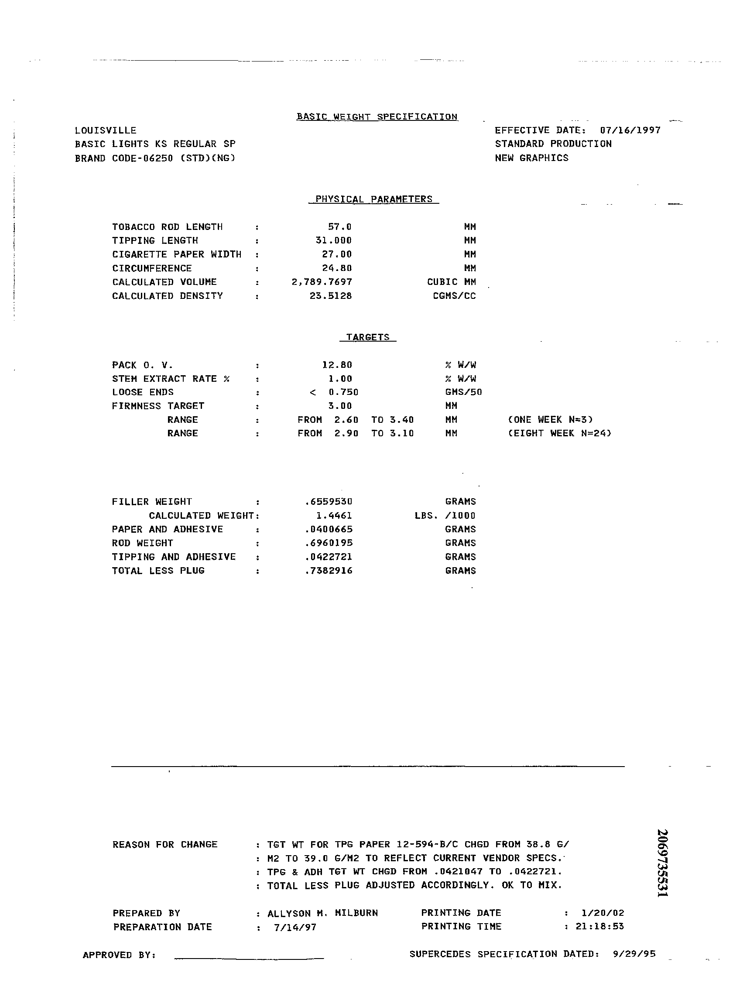 BASIC WEIGHT SPECIFICATION
LOUISVILLE EFFECTIVE DATE: 07/16/1997
BASIC LIGHTS KS REGULAR SP STANDARD PRODUCTION
BRAND CODE-06250 (STD)(NG) NEW GRAPHICS
PHYSICAL PARAMETERS
TOBACCO ROD LENGTH : 57.0 MM
TIPPING LENGTH : 31.000 MM
CIGARETTE PAPER WIDTH : 27.00 MM
CIRCUMFERENCE : 24.80 MM
CALCULATED VOLUME : 2,789.7697 CUBIC MM
CALCULATED DENSITY : 23.5128 CGMS/CC
TARGETS
PACK O. V. : 12.80 % W/W
STEM EXTRACT RATE % : 1.00 % W/W
LOOSE ENDS : < 0.750 GMS/50
FIRMNESS TARGET : 3.00 MM
RANGE : FROM 2.60 TO 3.40 MM (ONE WEEK N=3)
RANGE : FROM 2.90 TO 3.10 MM (EIGHT WEEK N=24)
FILLER WEIGHT : .6559530 GRAMS
CALCULATED WEIGHT: 1.4461 LBS. /1000
PAPER AND ADHESIVE : .0400665 GRAMS
ROD WEIGHT : .6960195 GRAMS
TIPPING AND ADHESIVE : .0422721 GRAMS
TOTAL LESS PLUG : .7382916 GRAMS
REASON FOR CHANGE : TGT WT FOR TPG PAPER 12-594-B/C CHGD FROM 38.8 G/
: M2 TO 39.0 G/M2 TO REFLECT CURRENT VENDOR SPECS.
: TPG & ADH TGT WT CHGD FROM .0421047 TO .0422721.
: TOTAL LESS PLUG ADJUSTED ACCORDINGLY. OK TO MIX.
2069735531
PREPARED BY : ALLYSON M. MILBURN PRINTING DATE : 1/20/02
PREPARATION DATE : 7/14/97 PRINTING TIME : 21:18:53
APPROVED BY: SUPERCEDES SPECIFICATION DATED: 9/29/95